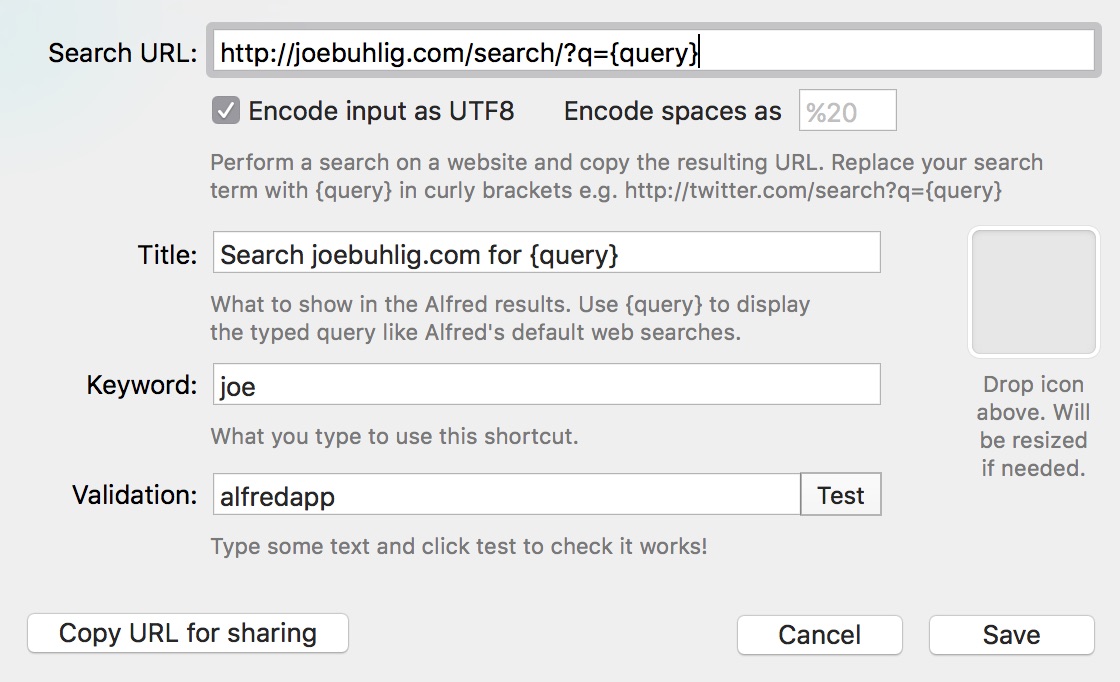 Search URL: http://joebuhlig.com/search/?q={query}
Encode input as UTF8 Encode spaces as %20
Perform a search on a website and copy the resulting URL. Replace your search
term with {query} in curly brackets e.g. http://twitter.com/search?q={query}
Title: Search joebuhlig.com for {query}
What to show in the Alfred results. Use {query} to display
the typed query like Alfred's default web searches.
Keyword: joe
What you type to use this shortcut.
Validation: alfredapp Test
Type some text and click test to check it works!
Drop icon
above. Will
be resized
if needed.
Copy URL for sharing Cancel Save